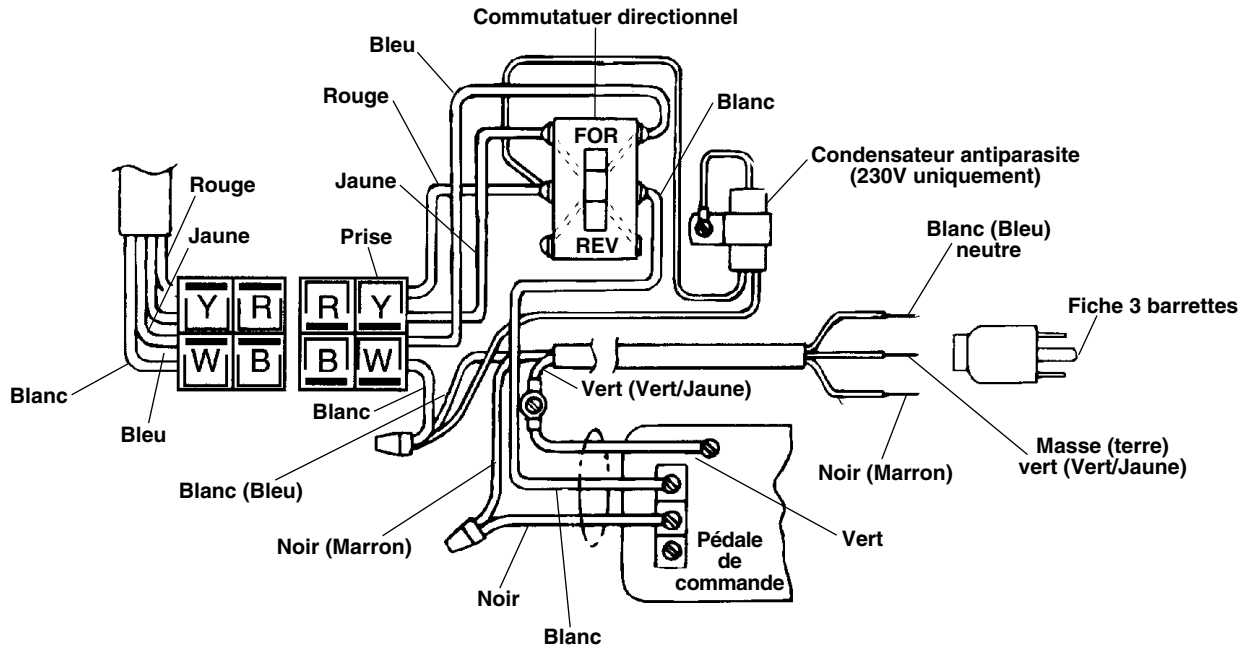 Commutatuer directionnel
Bleu
Rouge
Blanc
FOR
REV
Condensateur antiparasite
(230V uniquement)
Rouge
Jaune
Jaune
Prise
Blanc (Bleu)
neutre
Fiche 3 barrettes
Y R
W B
R Y
B W
Blanc
Bleu
Blanc
Vert (Vert/Jaune)
Blanc (Bleu)
Noir (Marron)
Masse (terre)
vert (Vert/Jaune)
Noir (Marron)
Vert
Pédale
de
commande
Noir
Blanc